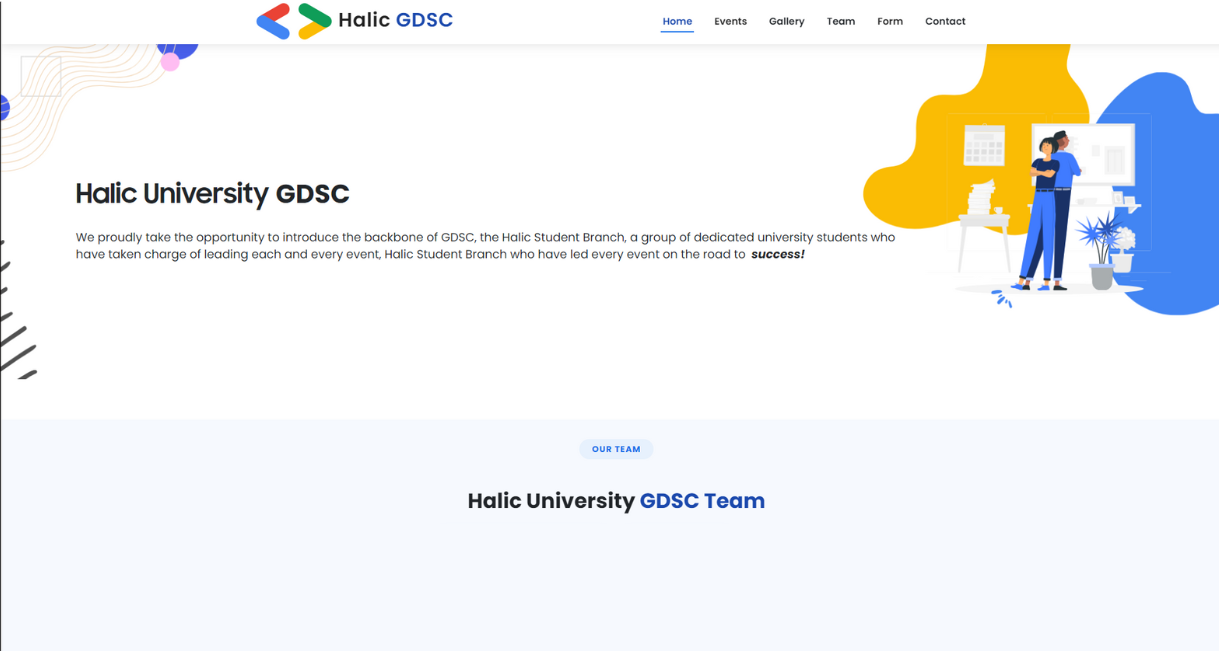 Halic GDSC
Home Events Gallery Team Form Contact
Halic University GDSC
We proudly take the opportunity to introduce the backbone of GDSC, the Halic Student Branch, a group of dedicated university students who
have taken charge of leading each and every event, Halic Student Branch who have led every event on the road to success!
OUR TEAM
Halic University GDSC Team